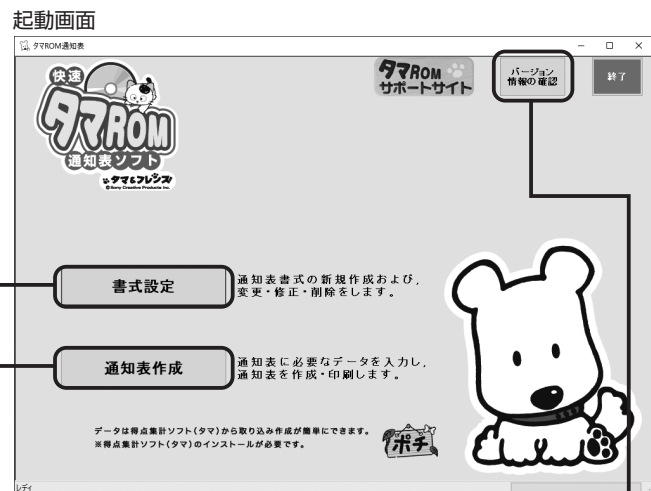 起動画面
タマROM通知表
快速
タマROM
通知表ソフト
タマ&フレンズ
©Sony Creative Products Inc.
タマROM
サポートサイト
バージョン
情報の確認
終了
書式設定
通知表書式の新規作成および,
変更・修正・削除をします。
通知表作成
通知表に必要なデータを入力し,
通知表を作成・印刷します。
データは得点集計ソフト(タマ)から取り込み作成が簡単にできます。
※得点集計ソフト(タマ)のインストールが必要です。
ポチ
レディ